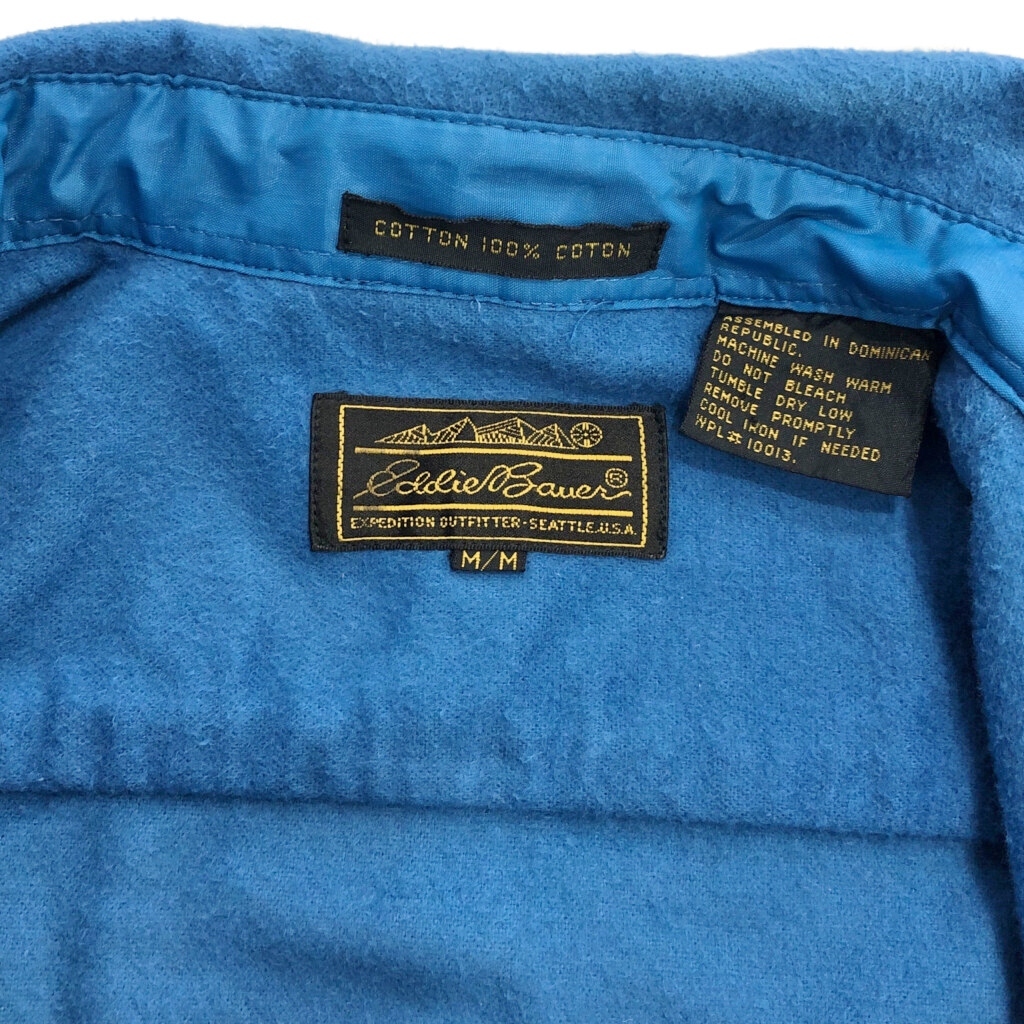 COTTON 100% COTON
ASSEMBLED IN DOMINICAN
REPUBLIC.
MACHINE WASH WARM
DO NOT BLEACH
TUMBLE DRY LOW
REMOVE PROMPTLY
COOL IRON IF NEEDED
WPL# 10013.
Eddie Bauer®
EXPEDITION OUTFITTER-SEATTLE,U.S.A.
M/M